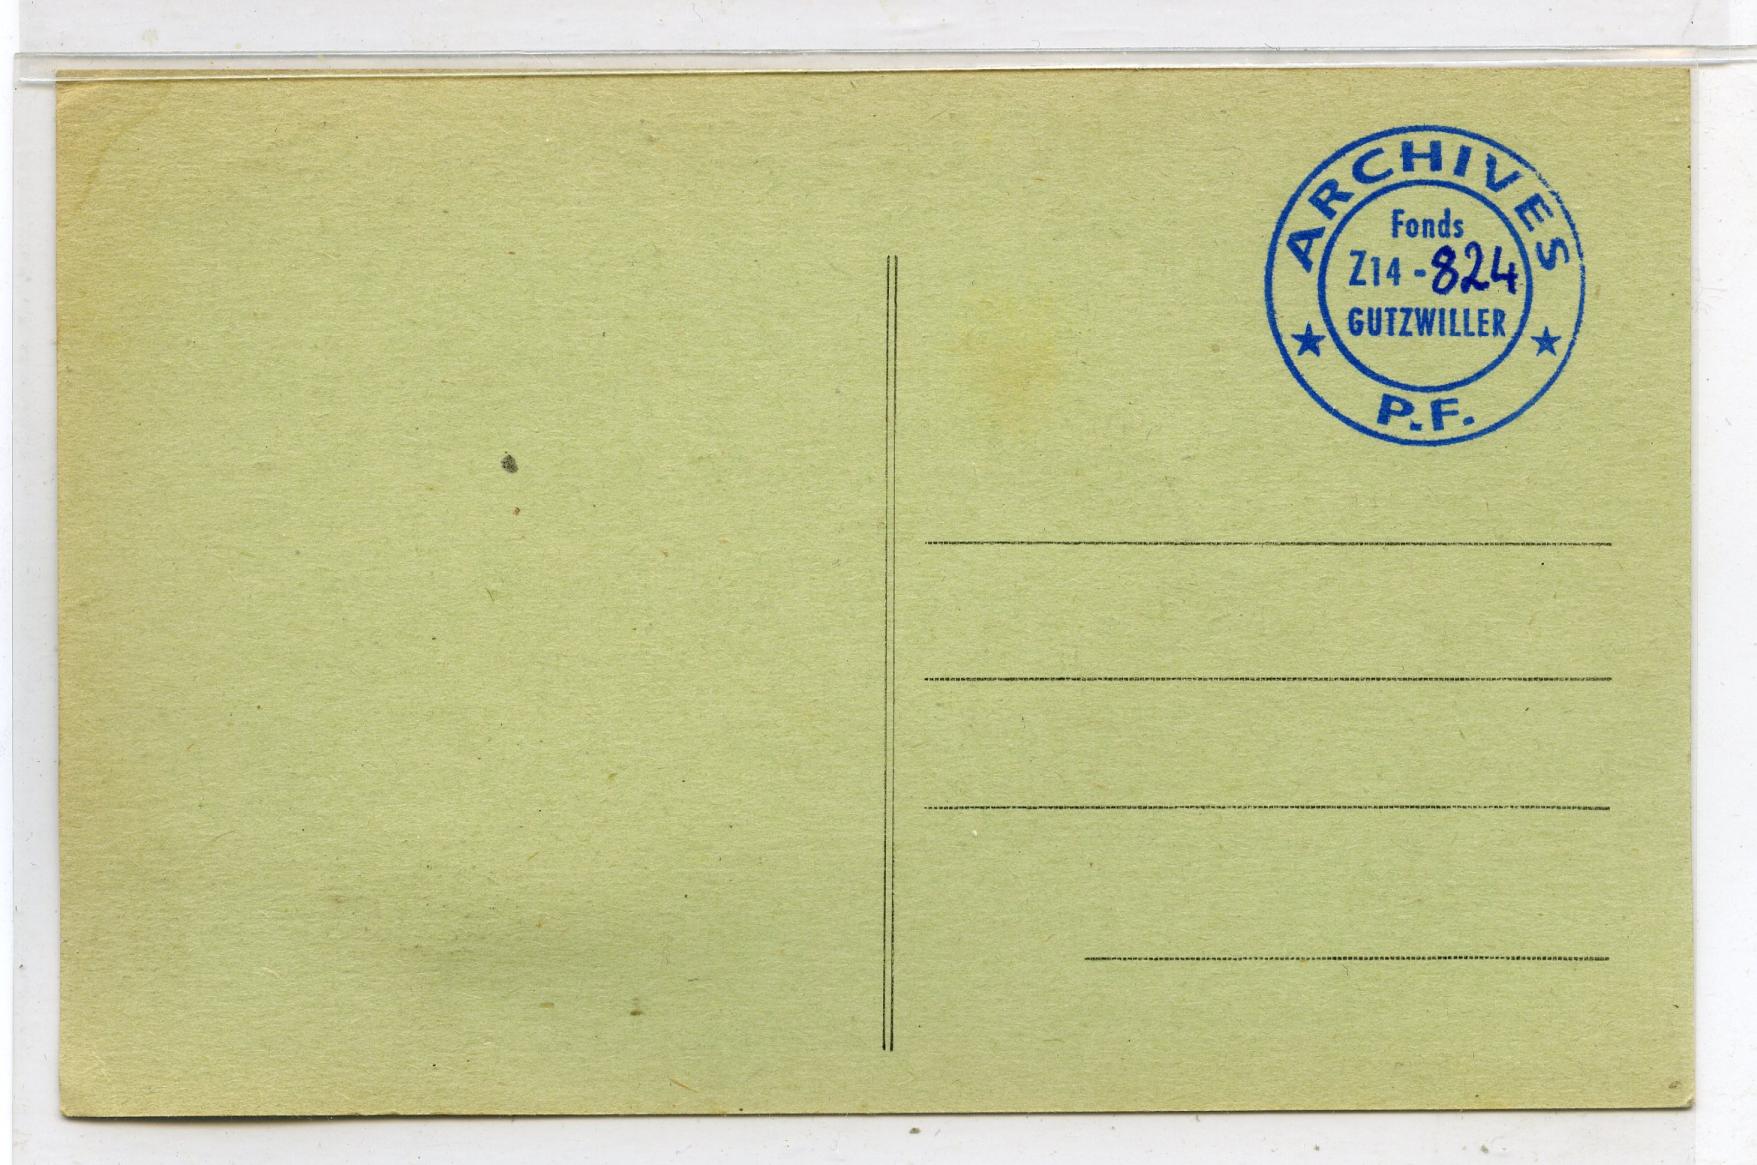 ARCHIVES
Fonds
Z14 - 824
GUTZWILLER
★ ★
P.F.